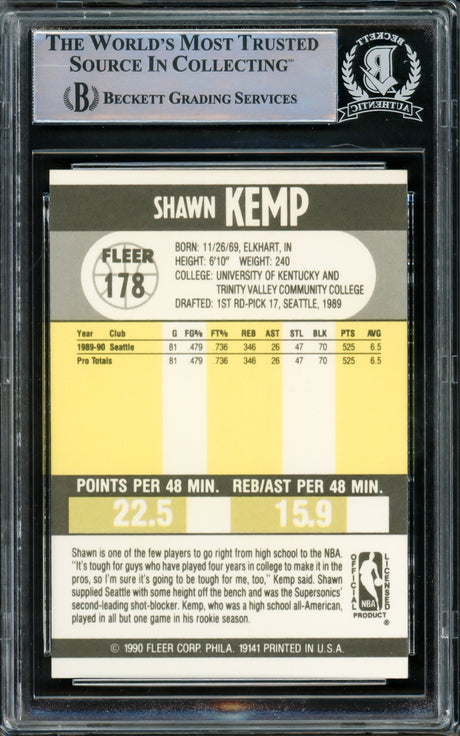 THE WORLD'S MOST TRUSTED
SOURCE IN COLLECTING™
B BECKETT GRADING SERVICES
BECKETT
B
AUTHENTIC
SHAWN KEMP
FLEER
178
BORN: 11/26/69, ELKHART, IN
HEIGHT: 6'10" WEIGHT: 240
COLLEGE: UNIVERSITY OF KENTUCKY AND
TRINITY VALLEY COMMUNITY COLLEGE
DRAFTED: 1ST RD-PICK 17, SEATTLE, 1989
Year Club G FG% FT% REB AST STL BLK PTS AVG
1989-90 Seattle 81 .479 .736 346 26 47 70 525 6.5
Pro Totals 81 .479 .736 346 26 47 70 525 6.5
POINTS PER 48 MIN. REB/AST PER 48 MIN.
22.5 15.9
Shawn is one of the few players to go right from high school to the NBA.
"It's tough for guys who have played four years in college to make it in the
pros, so I'm sure it's going to be tough for me, too," Kemp said. Shawn
supplied Seattle with some height off the bench and was the Supersonics'
second-leading shot-blocker. Kemp, who was a high school all-American,
played in all but one game in his rookie season.
OFFICIAL LICENSED
NBA
PRODUCT ®
© 1990 FLEER CORP. PHILA. 19141 PRINTED IN U.S.A.